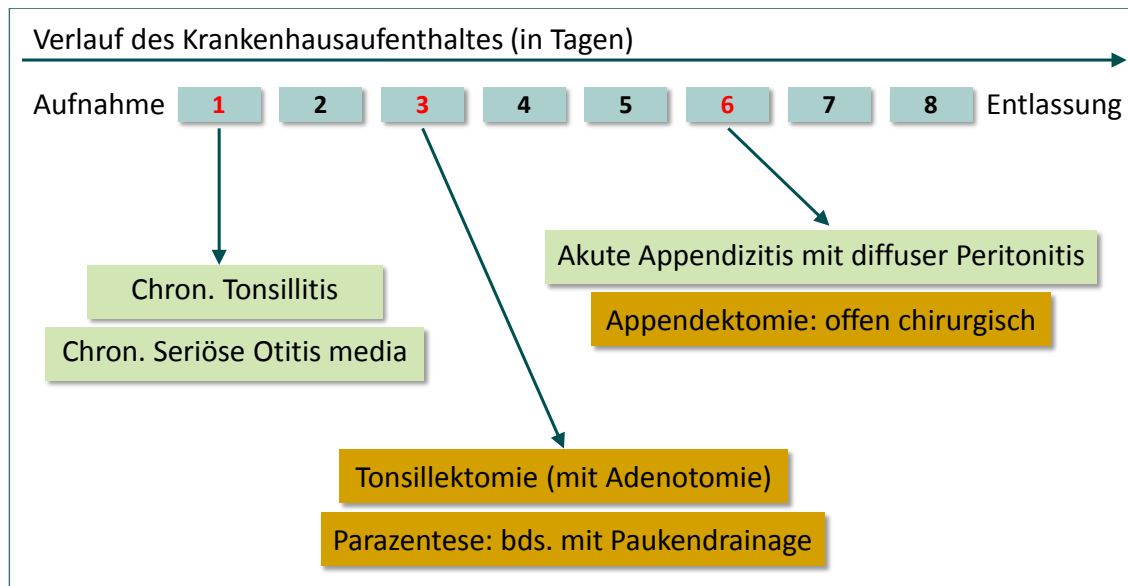 Verlauf des Krankenhausaufenthaltes (in Tagen)
Aufnahme 1 2 3 4 5 6 7 8 Entlassung
Akute Appendizitis mit diffuser Peritonitis
Appendektomie: offen chirurgisch
Chron. Tonsillitis
Chron. Seriöse Otitis media
Tonsillektomie (mit Adenotomie)
Parazentese: bds. mit Paukendrainage